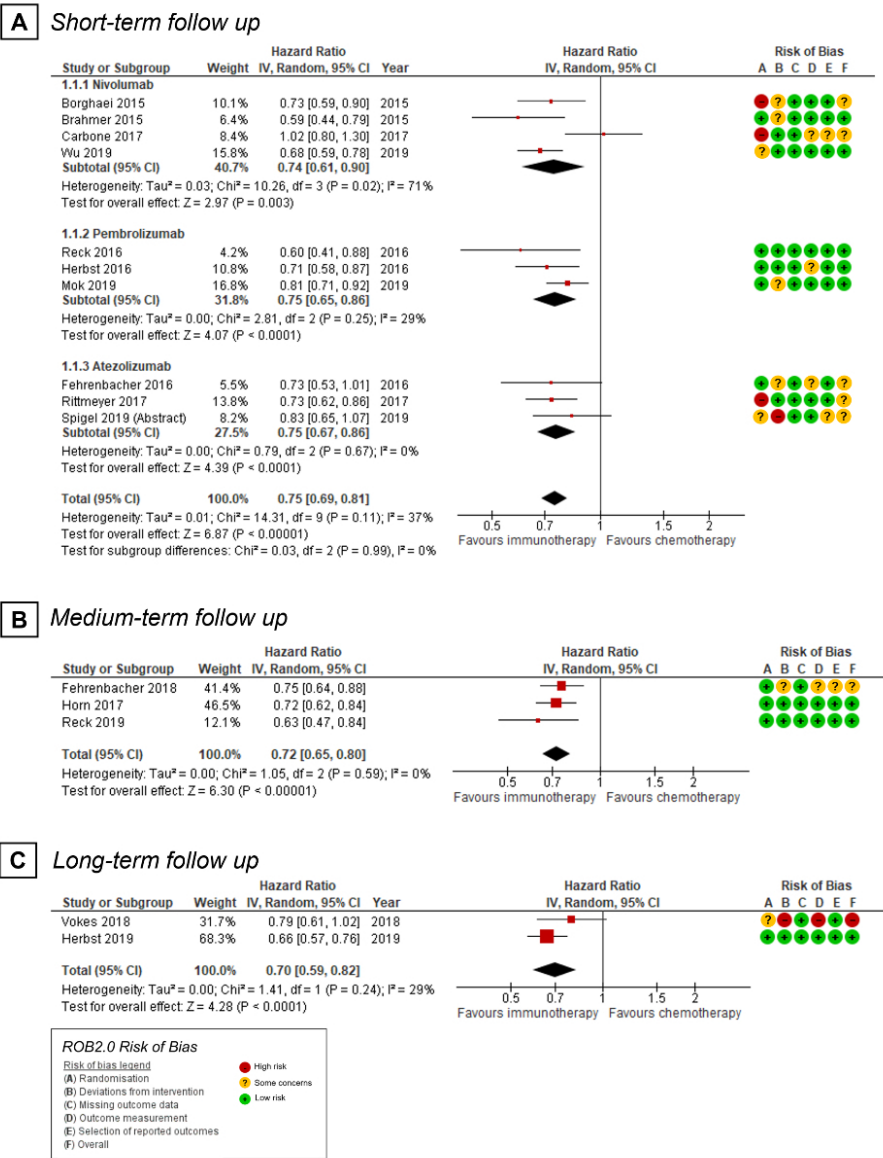 A Short-term follow up
Hazard Ratio Hazard Ratio Risk of Bias
Study or Subgroup Weight IV, Random, 95% CI Year IV, Random, 95% CI A B C D E F
1.1.1 Nivolumab
Borghaei 2015 10.1% 0.73 [0.59, 0.90] 2015 - ? + + + ?
Brahmer 2015 6.4% 0.59 [0.44, 0.79] 2015 + ? + + + +
Carbone 2017 8.4% 1.02 [0.80, 1.30] 2017 - + + ? ? ?
Wu 2019 15.8% 0.68 [0.59, 0.78] 2019 ? + + + + +
Subtotal (95% CI) 40.7% 0.74 [0.61, 0.90]
Heterogeneity: Tau² = 0.03; Chi² = 10.26, df = 3 (P = 0.02); I² = 71%
Test for overall effect: Z = 2.97 (P = 0.003)
1.1.2 Pembrolizumab
Reck 2016 4.2% 0.60 [0.41, 0.88] 2016 + + + + + +
Herbst 2016 10.8% 0.71 [0.58, 0.87] 2016 + + + ? + +
Mok 2019 16.8% 0.81 [0.71, 0.92] 2019 + ? + + + +
Subtotal (95% CI) 31.8% 0.75 [0.65, 0.86]
Heterogeneity: Tau² = 0.00; Chi² = 2.81, df = 2 (P = 0.25); I² = 29%
Test for overall effect: Z = 4.07 (P < 0.0001)
1.1.3 Atezolizumab
Fehrenbacher 2016 5.5% 0.73 [0.53, 1.01] 2016 + ? + ? + ?
Rittmeyer 2017 13.8% 0.73 [0.62, 0.86] 2017 - + + + + ?
Spigel 2019 (Abstract) 8.2% 0.83 [0.65, 1.07] 2019 ? - + + ? ?
Subtotal (95% CI) 27.5% 0.75 [0.67, 0.86]
Heterogeneity: Tau² = 0.00; Chi² = 0.79, df = 2 (P = 0.67); I² = 0%
Test for overall effect: Z = 4.39 (P < 0.0001)
Total (95% CI) 100.0% 0.75 [0.69, 0.81]
Heterogeneity: Tau² = 0.01; Chi² = 14.31, df = 9 (P = 0.11); I² = 37%
Test for overall effect: Z = 6.87 (P < 0.00001)
Test for subgroup differences: Chi² = 0.03, df = 2 (P = 0.99), I² = 0%
0.5 0.7 1 1.5 2
Favours immunotherapy Favours chemotherapy
B Medium-term follow up
Hazard Ratio Hazard Ratio Risk of Bias
Study or Subgroup Weight IV, Random, 95% CI IV, Random, 95% CI A B C D E F
Fehrenbacher 2018 41.4% 0.75 [0.64, 0.88] + ? + ? ? ?
Horn 2017 46.5% 0.72 [0.62, 0.84] + + + + + +
Reck 2019 12.1% 0.63 [0.47, 0.84] + + + + + +
Total (95% CI) 100.0% 0.72 [0.65, 0.80]
Heterogeneity: Tau² = 0.00; Chi² = 1.05, df = 2 (P = 0.59); I² = 0%
Test for overall effect: Z = 6.30 (P < 0.00001)
0.5 0.7 1 1.5 2
Favours immunotherapy Favours chemotherapy
C Long-term follow up
Hazard Ratio Hazard Ratio Risk of Bias
Study or Subgroup Weight IV, Random, 95% CI Year IV, Random, 95% CI A B C D E F
Vokes 2018 31.7% 0.79 [0.61, 1.02] 2018 ? - + - + -
Herbst 2019 68.3% 0.66 [0.57, 0.76] 2019 + + + + + +
Total (95% CI) 100.0% 0.70 [0.59, 0.82]
Heterogeneity: Tau² = 0.00; Chi² = 1.41, df = 1 (P = 0.24); I² = 29%
Test for overall effect: Z = 4.28 (P < 0.0001)
0.5 0.7 1 1.5 2
Favours immunotherapy Favours chemotherapy
ROB2.0 Risk of Bias
Risk of bias legend
(A) Randomisation
(B) Deviations from intervention
(C) Missing outcome data
(D) Outcome measurement
(E) Selection of reported outcomes
(F) Overall
- High risk
? Some concerns
+ Low risk